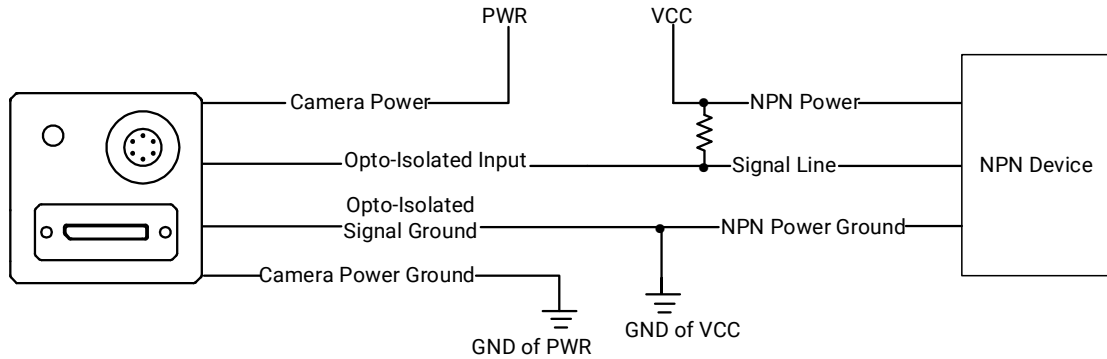 PWR
VCC
Camera Power
NPN Power
Opto-Isolated Input
Signal Line
NPN Device
Opto-Isolated
Signal Ground
NPN Power Ground
Camera Power Ground
GND of VCC
GND of PWR